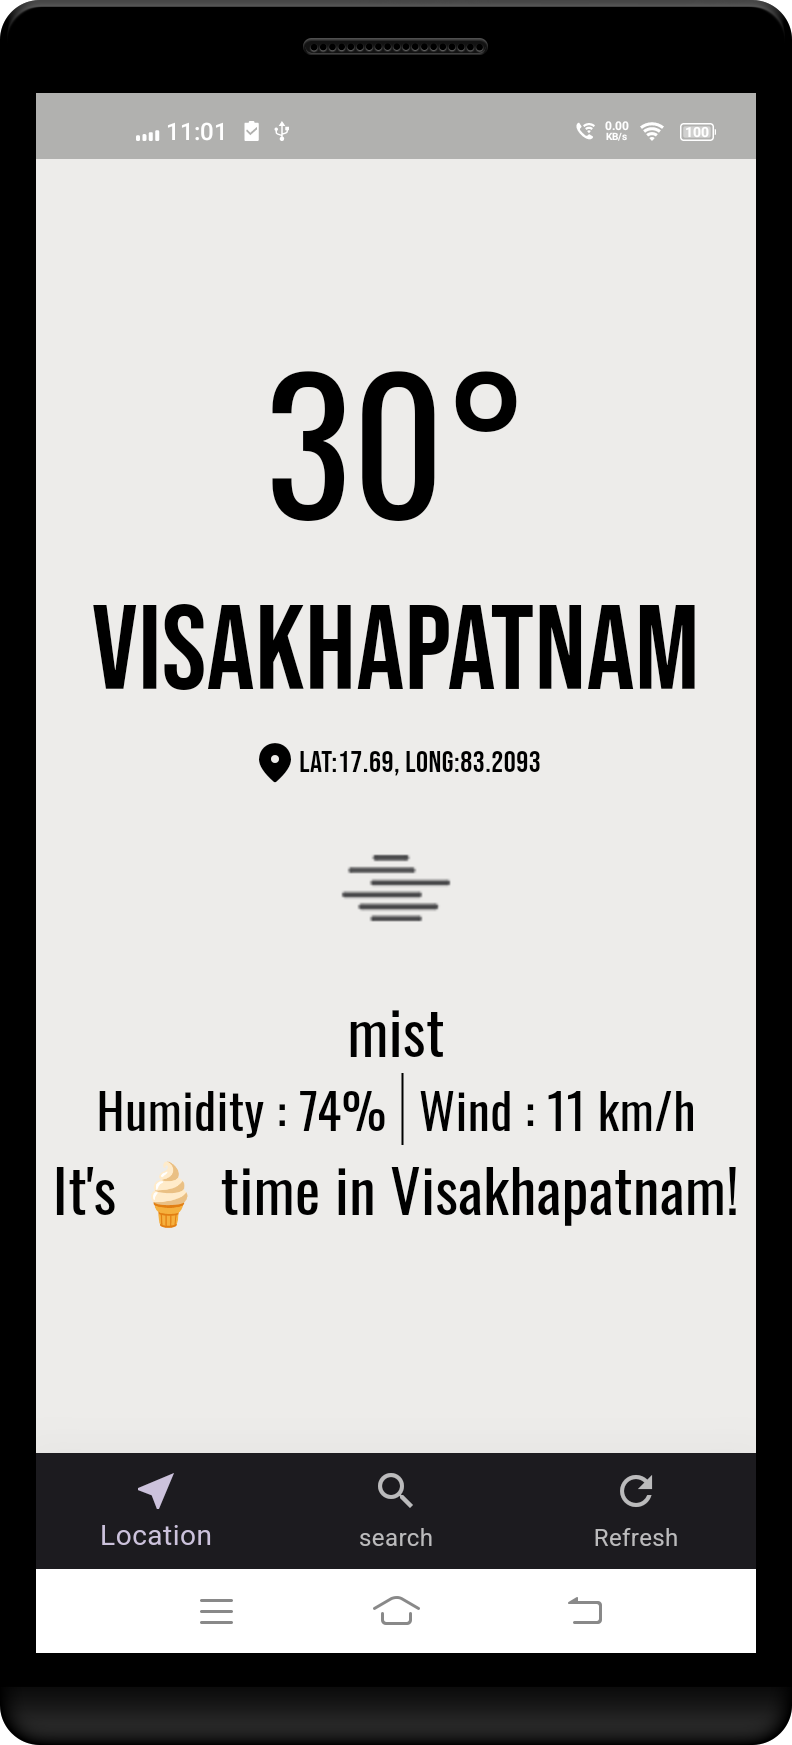 11:01 0.00 KB/s 100
30°
VISAKHAPATNAM
LAT:17.69, LONG:83.2093
mist
Humidity : 74% | Wind : 11 km/h
It's 🍦 time in Visakhapatnam!
Location search Refresh